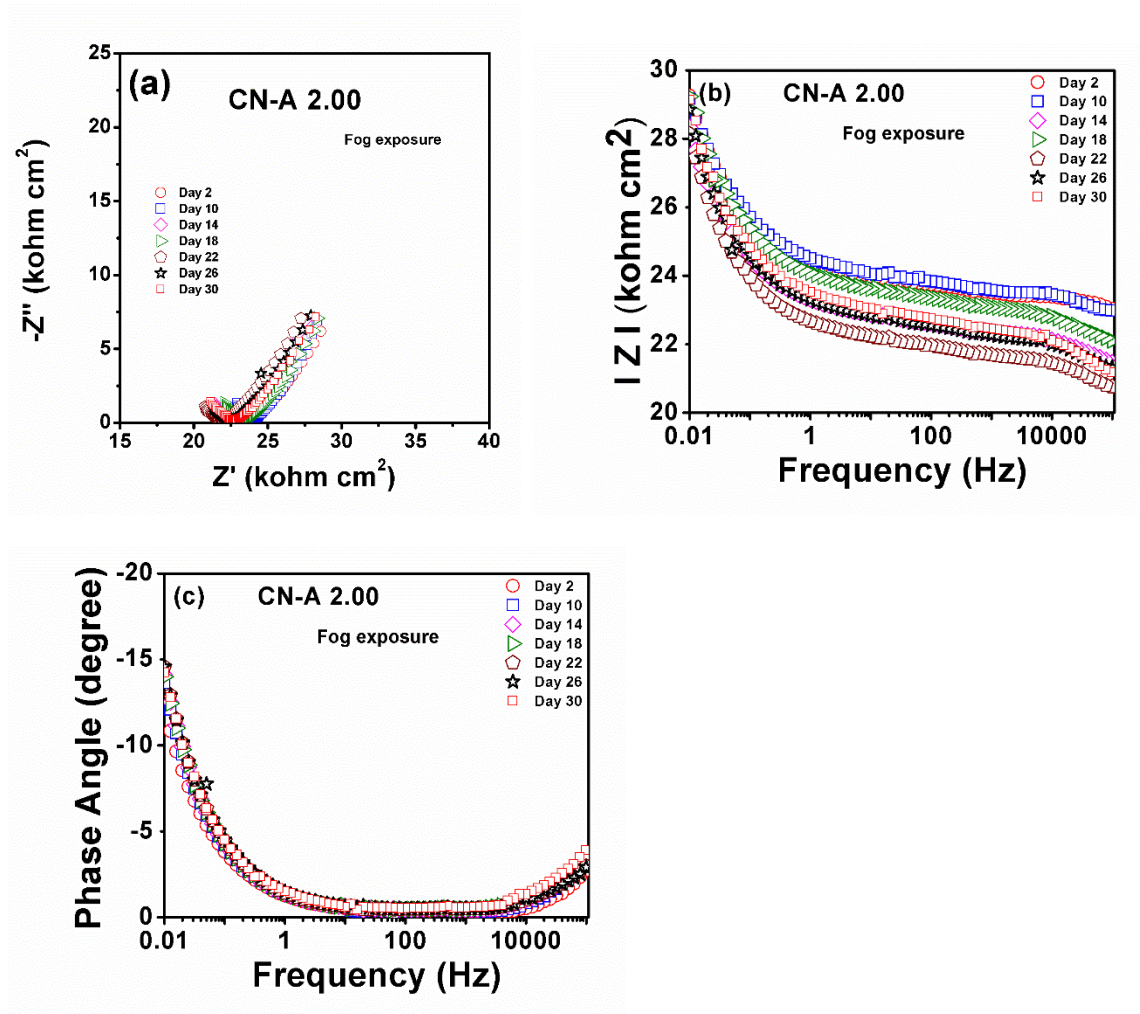 (a)
CN-A 2.00
Fog exposure
Day 2
Day 10
Day 14
Day 18
Day 22
Day 26
Day 30
25
20
15
10
5
0
15 20 25 30 35 40
-Z" (kohm cm2)
Z' (kohm cm2)
(b)
CN-A 2.00
Fog exposure
Day 2
Day 10
Day 14
Day 18
Day 22
Day 26
Day 30
30
28
26
24
22
20
0.01 1 100 10000
I Z I (kohm cm2)
Frequency (Hz)
(c)
CN-A 2.00
Fog exposure
Day 2
Day 10
Day 14
Day 18
Day 22
Day 26
Day 30
-20
-15
-10
-5
0
0.01 1 100 10000
Phase Angle (degree)
Frequency (Hz)